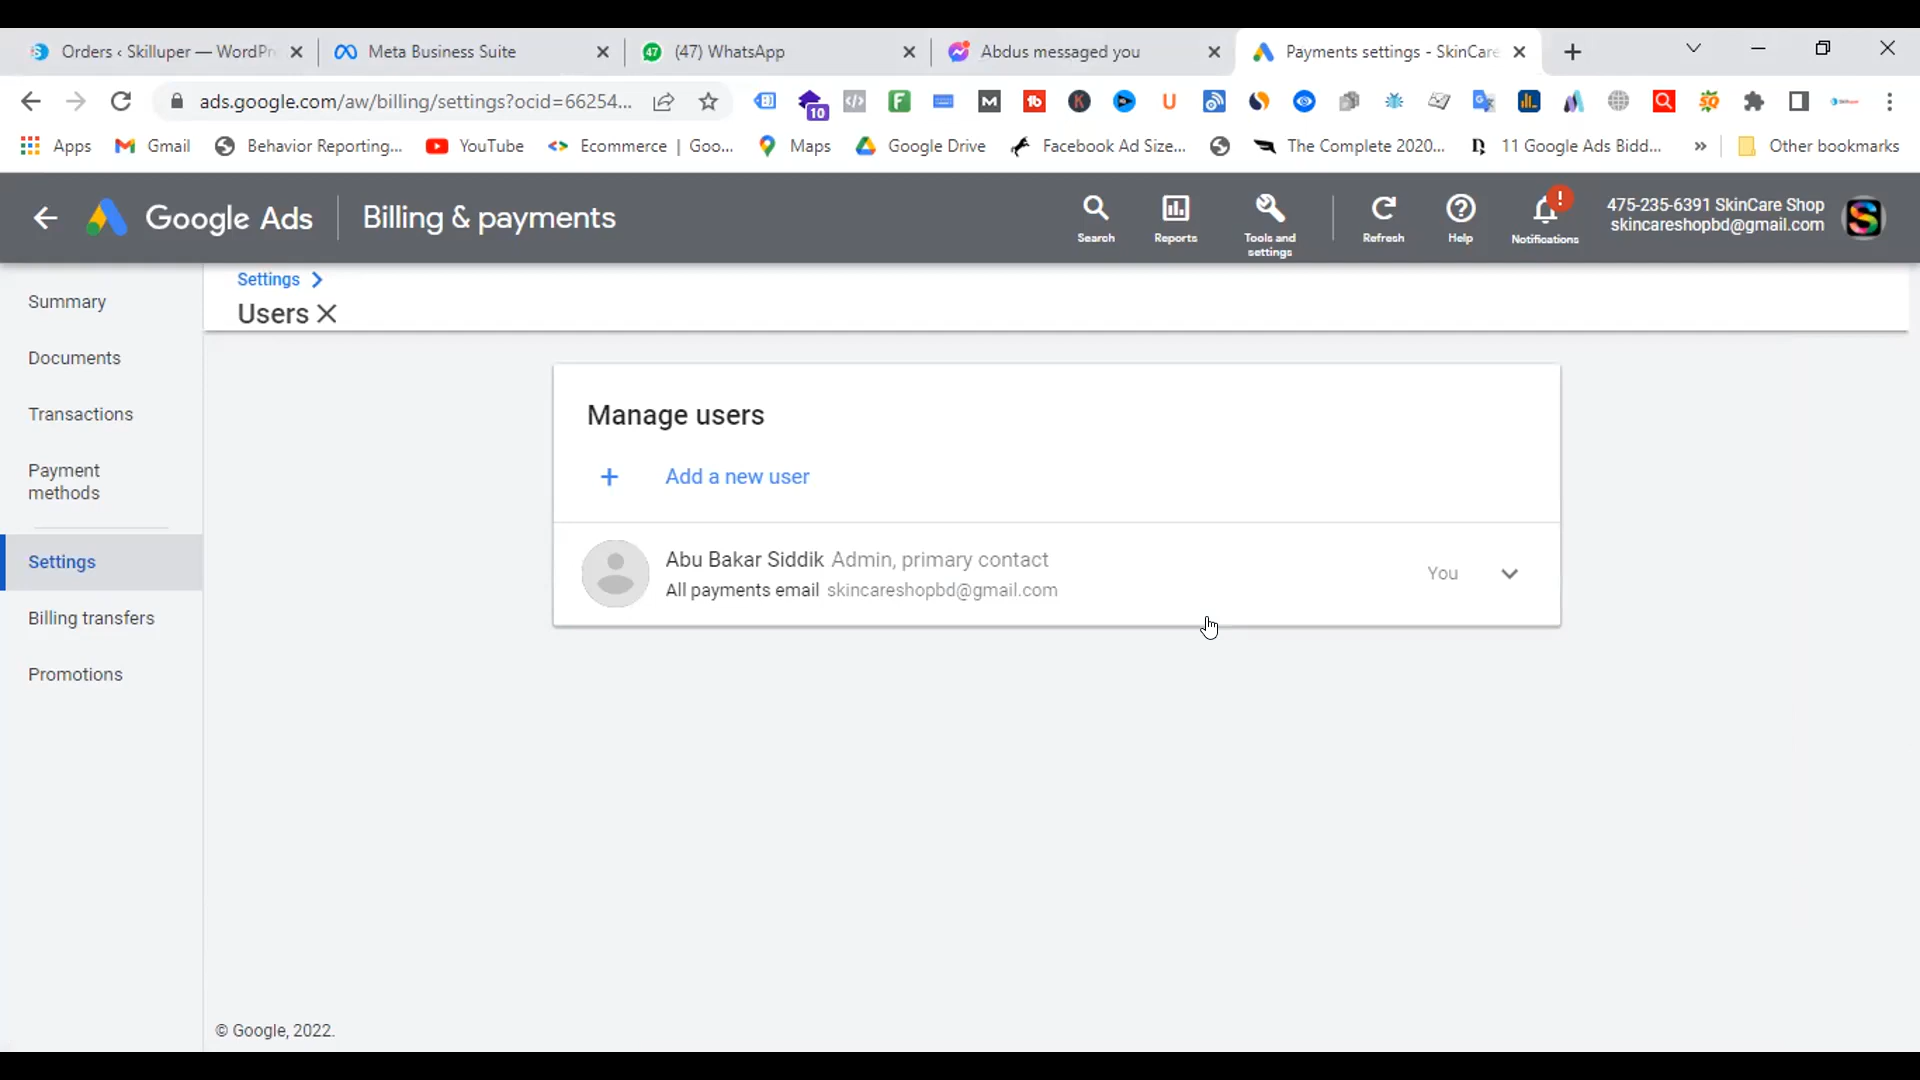 Orders ‹ Skilluper — WordPr
Meta Business Suite
47
(47) WhatsApp
Abdus messaged you
Payments settings - SkinCare
ads.google.com/aw/billing/settings?ocid=66254...
10
Apps
Gmail
Behavior Reporting...
YouTube
Ecommerce | Goo...
Maps
Google Drive
Facebook Ad Size...
The Complete 2020...
11 Google Ads Bidd...
»
Other bookmarks
Google Ads
Billing & payments
Search
Reports
Tools and
settings
Refresh
Help
Notifications
475-235-6391 SkinCare Shop
skincareshopbd@gmail.com
Summary
Documents
Transactions
Payment
methods
Settings
Billing transfers
Promotions
Settings
Users
Manage users
+ Add a new user
Abu Bakar Siddik Admin, primary contact
All payments email skincareshopbd@gmail.com
You
© Google, 2022.